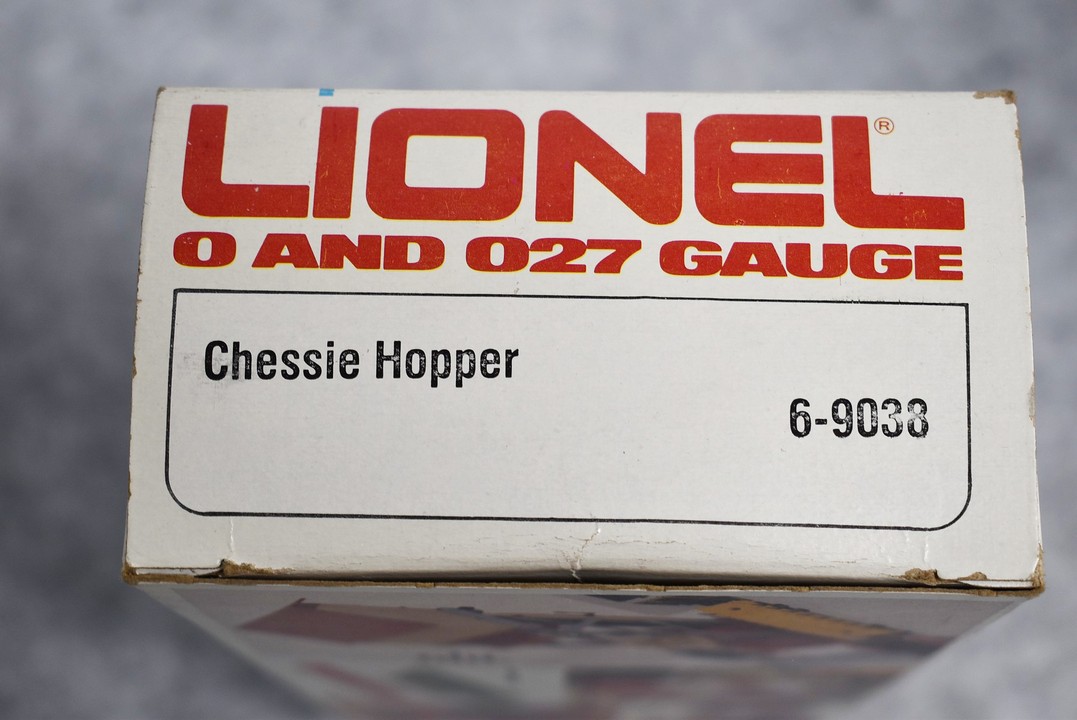 LIONEL®
O AND O27 GAUGE
Chessie Hopper
6-9038